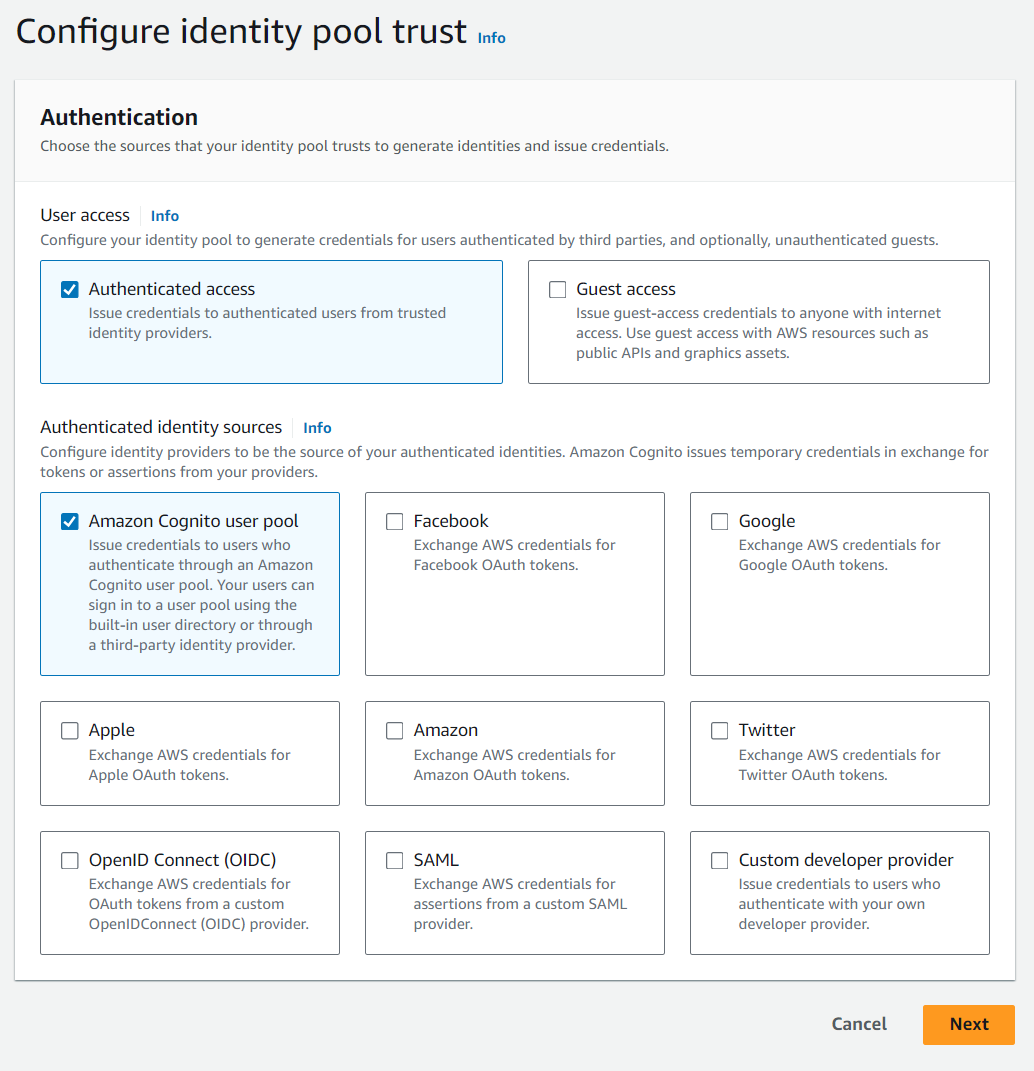 Configure identity pool trust Info
Authentication
Choose the sources that your identity pool trusts to generate identities and issue credentials.
User access Info
Configure your identity pool to generate credentials for users authenticated by third parties, and optionally, unauthenticated guests.
Authenticated access
Issue credentials to authenticated users from trusted
identity providers.
Guest access
Issue guest-access credentials to anyone with internet
access. Use guest access with AWS resources such as
public APIs and graphics assets.
Authenticated identity sources Info
Configure identity providers to be the source of your authenticated identities. Amazon Cognito issues temporary credentials in exchange for
tokens or assertions from your providers.
Amazon Cognito user pool
Issue credentials to users who
authenticate through an Amazon
Cognito user pool. Your users can
sign in to a user pool using the
built-in user directory or through
a third-party identity provider.
Facebook
Exchange AWS credentials for
Facebook OAuth tokens.
Google
Exchange AWS credentials for
Google OAuth tokens.
Apple
Exchange AWS credentials for
Apple OAuth tokens.
Amazon
Exchange AWS credentials for
Amazon OAuth tokens.
Twitter
Exchange AWS credentials for
Twitter OAuth tokens.
OpenID Connect (OIDC)
Exchange AWS credentials for
OAuth tokens from a custom
OpenIDConnect (OIDC) provider.
SAML
Exchange AWS credentials for
assertions from a custom SAML
provider.
Custom developer provider
Issue credentials to users who
authenticate with your own
developer provider.
Cancel
Next